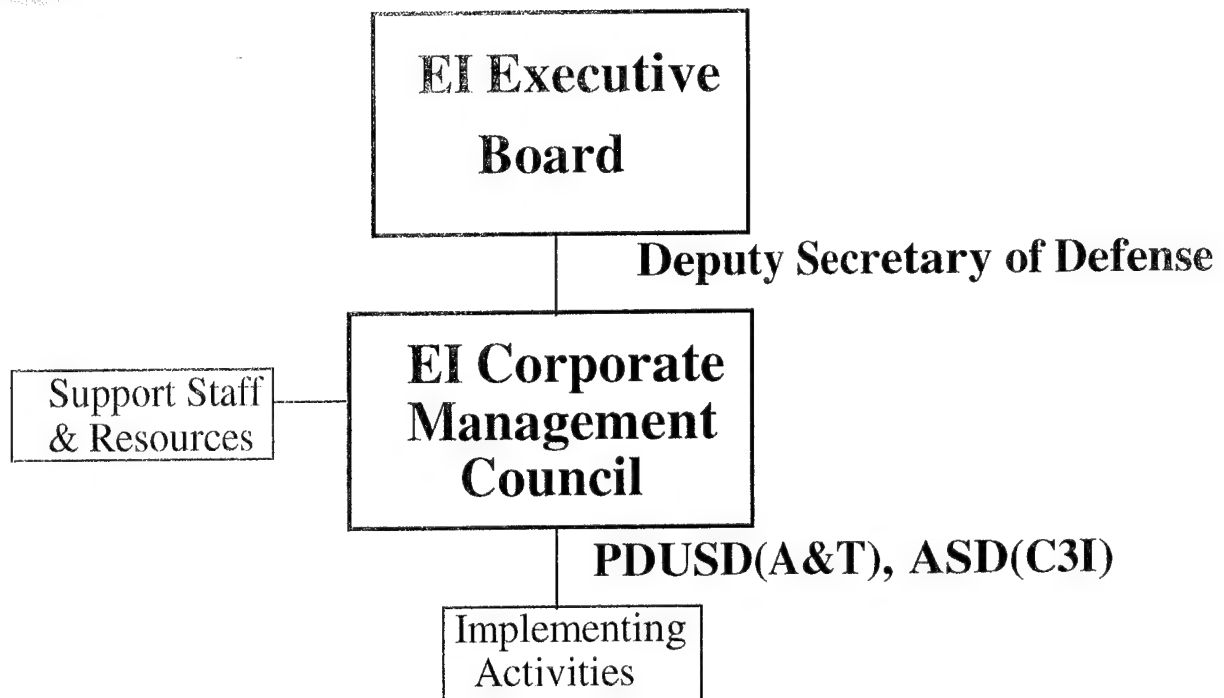 EI Executive
Board
Deputy Secretary of Defense
EI Corporate
Management
Council
Support Staff
& Resources
PDUSD(A&T), ASD(C3I)
Implementing
Activities